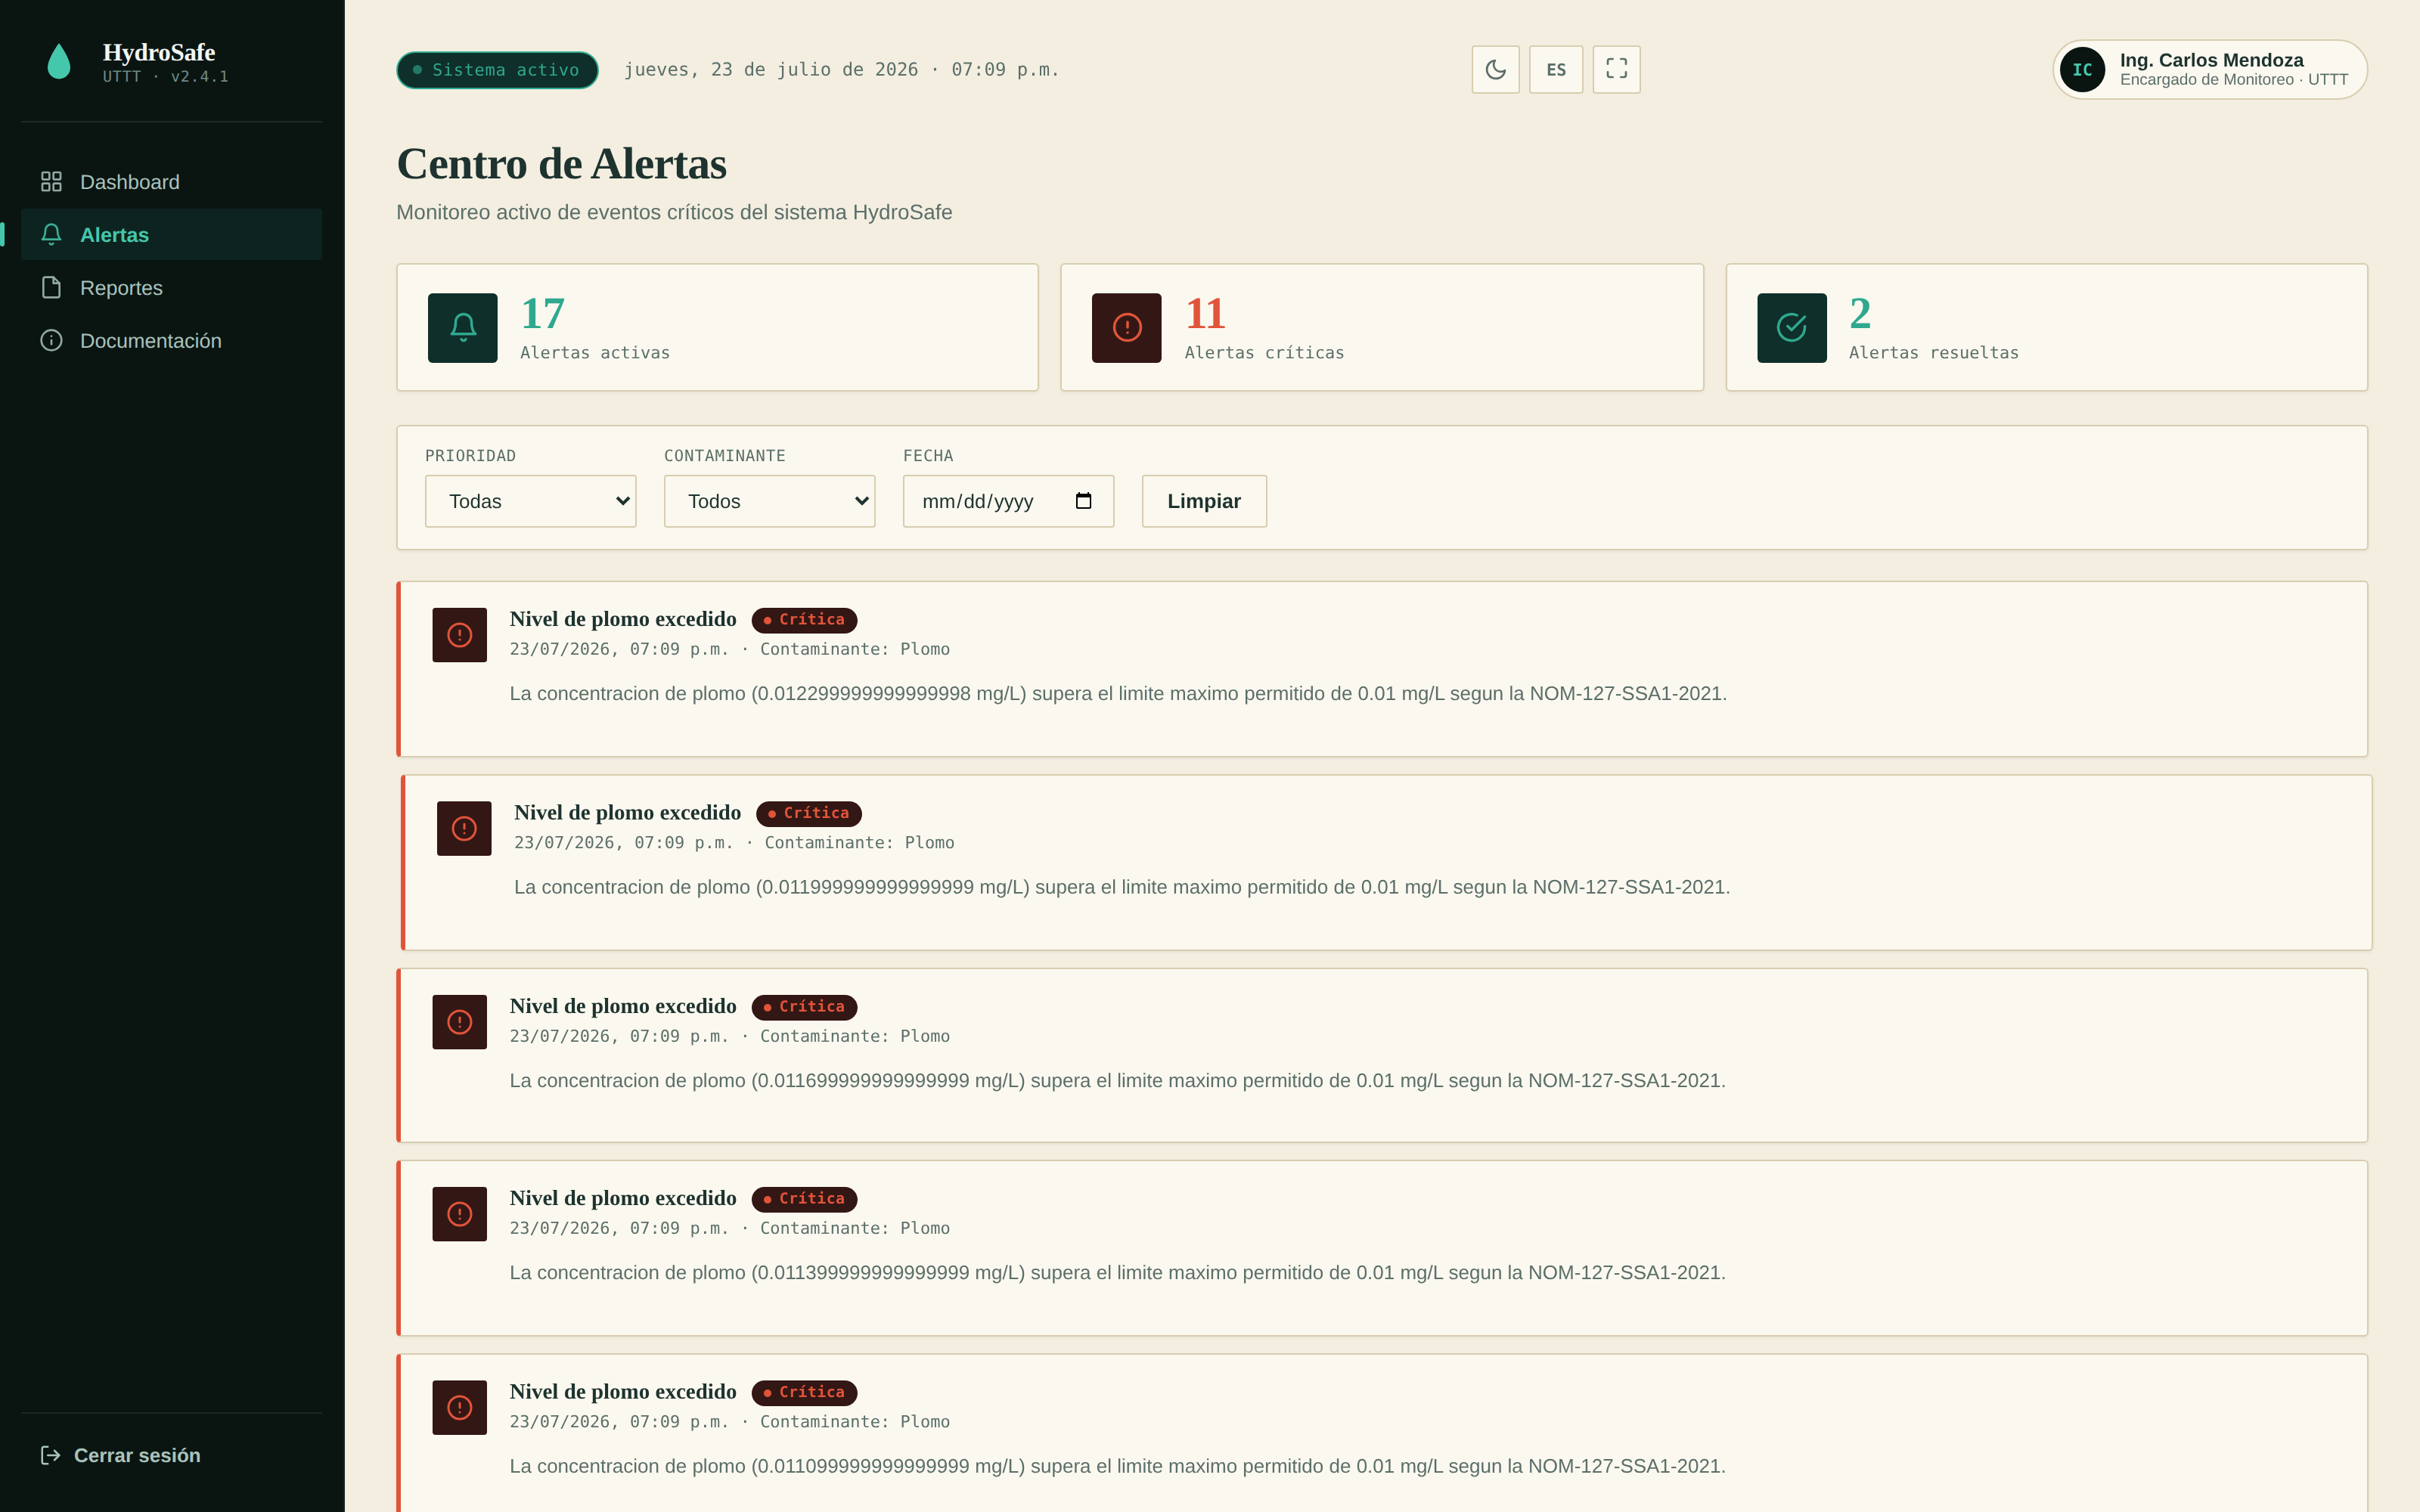 HydroSafe
UTTT · v2.4.1
Dashboard
Alertas
Reportes
Documentación
Cerrar sesión
Sistema activo
jueves, 23 de julio de 2026 · 07:09 p.m.
ES
IC
Ing. Carlos Mendoza
Encargado de Monitoreo · UTTT
Centro de Alertas
Monitoreo activo de eventos críticos del sistema HydroSafe
17
Alertas activas
11
Alertas críticas
2
Alertas resueltas
PRIORIDAD
CONTAMINANTE
FECHA
Todas
Todos
mm/dd/yyyy
Limpiar
Nivel de plomo excedido Crítica
23/07/2026, 07:09 p.m. · Contaminante: Plomo
La concentracion de plomo (0.012299999999999998 mg/L) supera el limite maximo permitido de 0.01 mg/L segun la NOM-127-SSA1-2021.
Nivel de plomo excedido Crítica
23/07/2026, 07:09 p.m. · Contaminante: Plomo
La concentracion de plomo (0.011999999999999999 mg/L) supera el limite maximo permitido de 0.01 mg/L segun la NOM-127-SSA1-2021.
Nivel de plomo excedido Crítica
23/07/2026, 07:09 p.m. · Contaminante: Plomo
La concentracion de plomo (0.011699999999999999 mg/L) supera el limite maximo permitido de 0.01 mg/L segun la NOM-127-SSA1-2021.
Nivel de plomo excedido Crítica
23/07/2026, 07:09 p.m. · Contaminante: Plomo
La concentracion de plomo (0.011399999999999999 mg/L) supera el limite maximo permitido de 0.01 mg/L segun la NOM-127-SSA1-2021.
Nivel de plomo excedido Crítica
23/07/2026, 07:09 p.m. · Contaminante: Plomo
La concentracion de plomo (0.011099999999999999 mg/L) supera el limite maximo permitido de 0.01 mg/L segun la NOM-127-SSA1-2021.